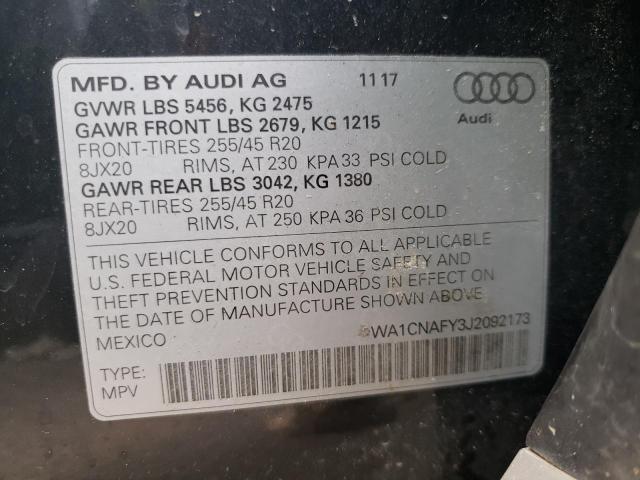 MFD. BY AUDI AG 11 17
GVWR LBS 5456, KG 2475
GAWR FRONT LBS 2679, KG 1215
Audi
FRONT-TIRES 255/45 R20
8JX20 RIMS, AT 230 KPA 33 PSI COLD
GAWR REAR LBS 3042, KG 1380
REAR-TIRES 255/45 R20
8JX20 RIMS, AT 250 KPA 36 PSI COLD
THIS VEHICLE CONFORMS TO ALL APPLICABLE
U.S. FEDERAL MOTOR VEHICLE SAFETY AND
THEFT PREVENTION STANDARDS IN EFFECT ON
THE DATE OF MANUFACTURE SHOWN ABOVE.
MEXICO WA1CNAFY3J2092173
TYPE:
MPV